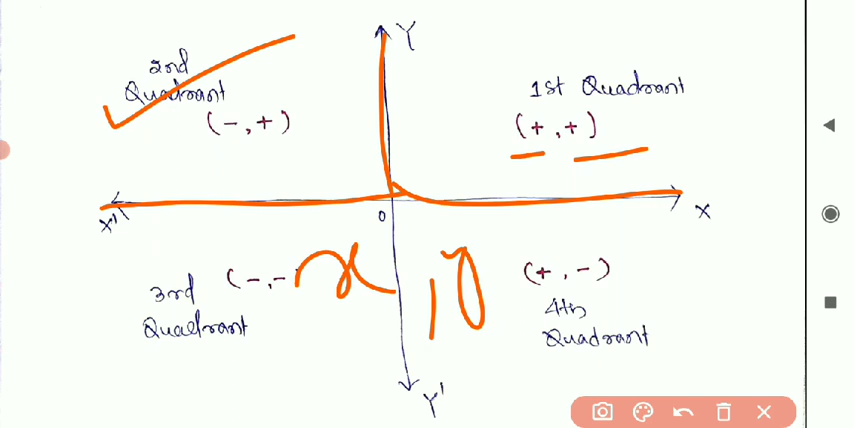 Y
2nd
Quadrant
(-,+)
1st Quadrant
(+,+)
X'
0
X
3rd
Quadrant
(-,-
x,y
(+,-)
4th
Quadrant
Y'